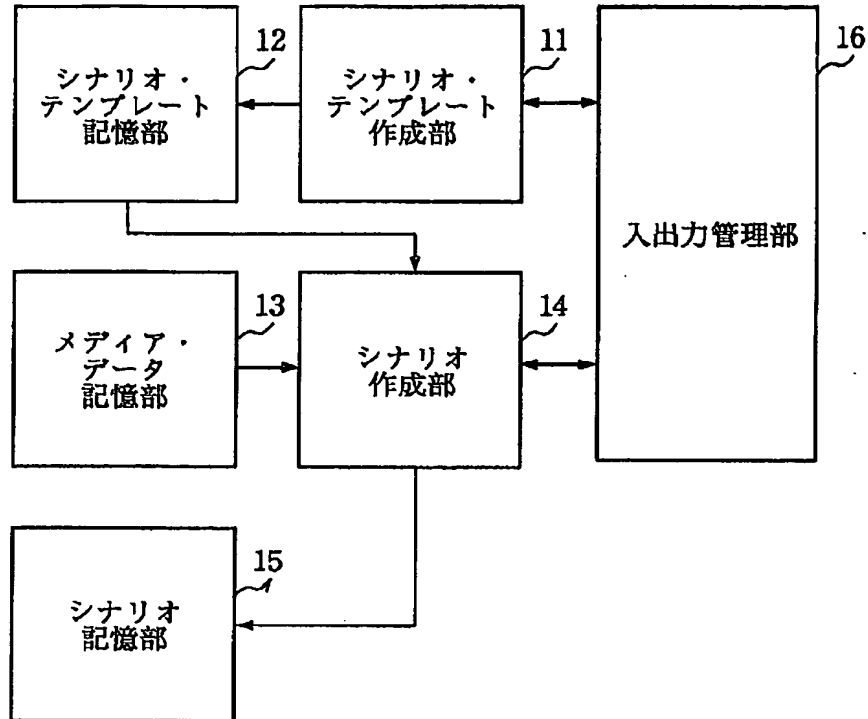 12
シナリオ・
テンプレート
記憶部
11
シナリオ・
テンプレート
作成部
16
入出力管理部
13
メディア・
データ
記憶部
14
シナリオ
作成部
15
シナリオ
記憶部